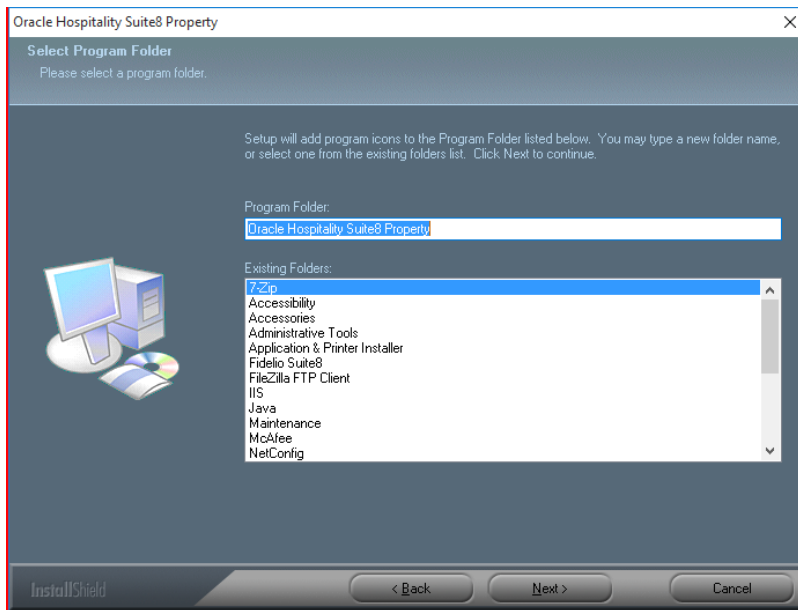 Oracle Hospitality Suite8 Property
Select Program Folder
Please select a program folder.
Setup will add program icons to the Program Folder listed below. You may type a new folder name,
or select one from the existing folders list. Click Next to continue.
Program Folder:
Oracle Hospitality Suite8 Property
Existing Folders:
7-Zip
Accessibility
Accessories
Administrative Tools
Application & Printer Installer
Fidelio Suite8
FileZilla FTP Client
IIS
Java
Maintenance
McAfee
NetConfig
InstallShield
< Back
Next >
Cancel